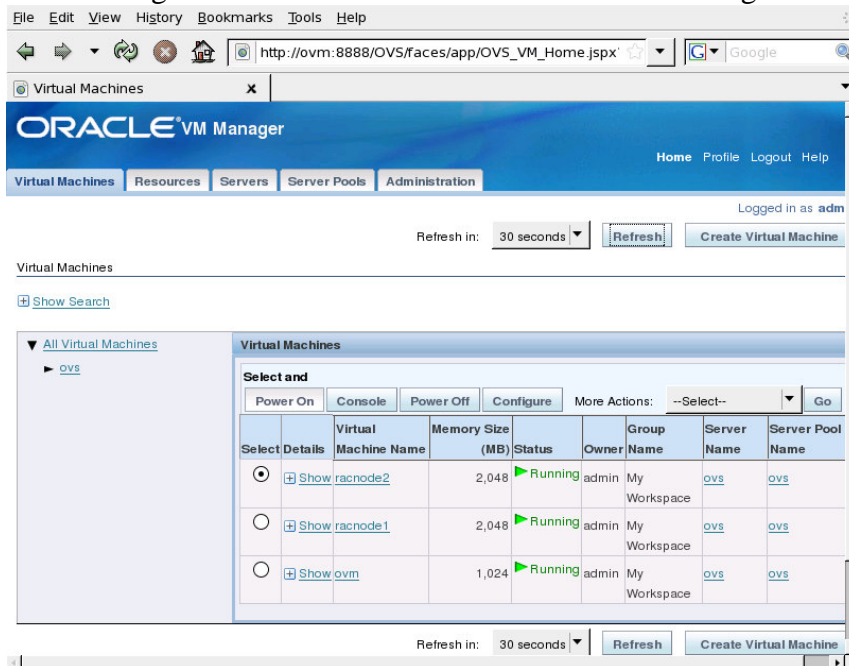 File Edit View History Bookmarks Tools Help
http://ovm:8888/OVS/faces/app/OVS_VM_Home.jspx
G Google
Virtual Machines x
ORACLE VM Manager
Home Profile Logout Help
Virtual Machines Resources Servers Server Pools Administration
Logged in as adm
Refresh in: 30 seconds Refresh Create Virtual Machine
Virtual Machines
Show Search
All Virtual Machines
ovs
Virtual Machines
Select and
Power On Console Power Off Configure More Actions: --Select-- Go
Select Details Virtual Machine Name Memory Size (MB) Status Owner Group Name Server Name Server Pool Name
Show racnode2 2,048 Running admin My Workspace ovs ovs
Show racnode1 2,048 Running admin My Workspace ovs ovs
Show ovm 1,024 Running admin My Workspace ovs ovs
Refresh in: 30 seconds Refresh Create Virtual Machine